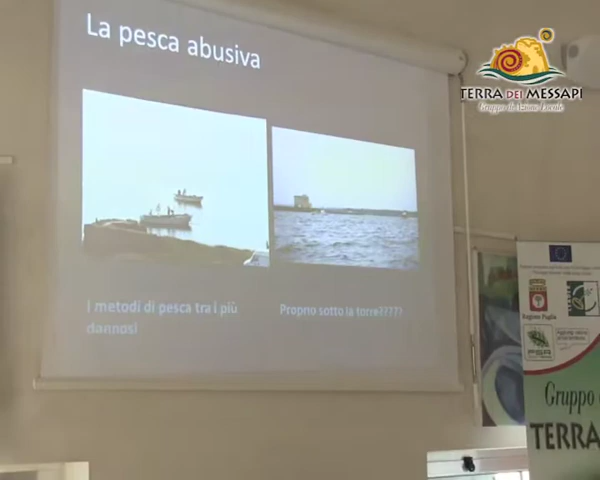 La pesca abusiva
TERRA DEI MESSAPI
Gruppo di Azione Locale
I metodi di pesca tra i più
dannosi
Proprio sotto la torre?????
Regione Puglia
PSR
Gruppo
TERRA